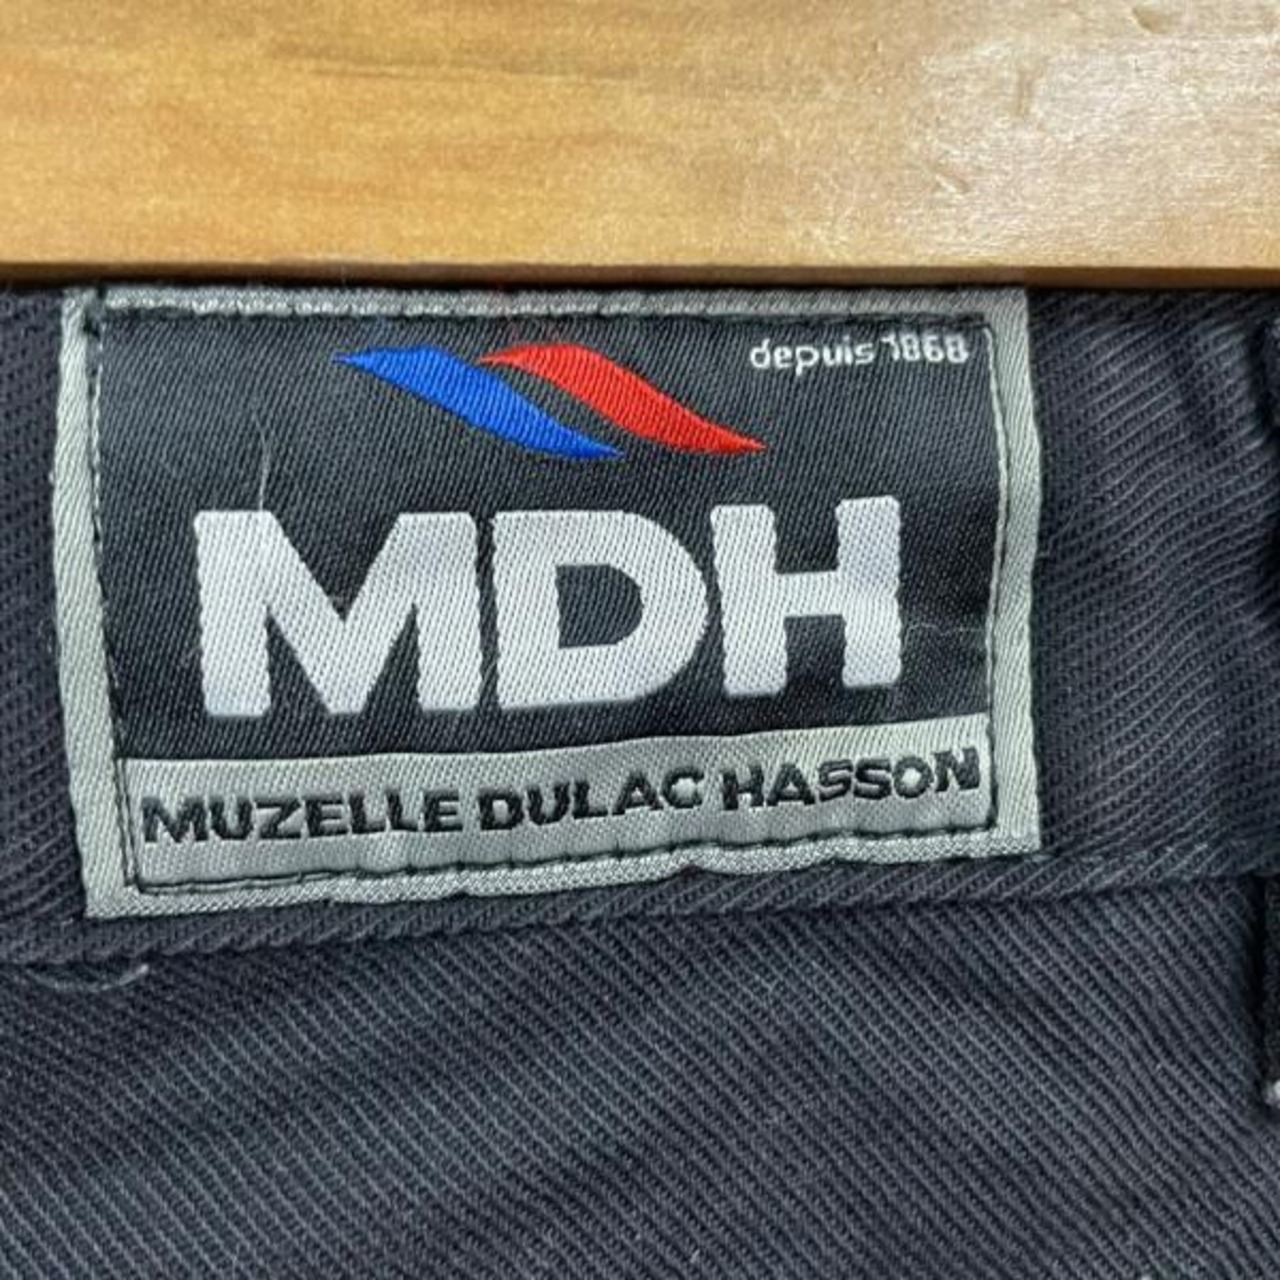 depuis 1868
MDH
MUZELLE DULAC HASSON